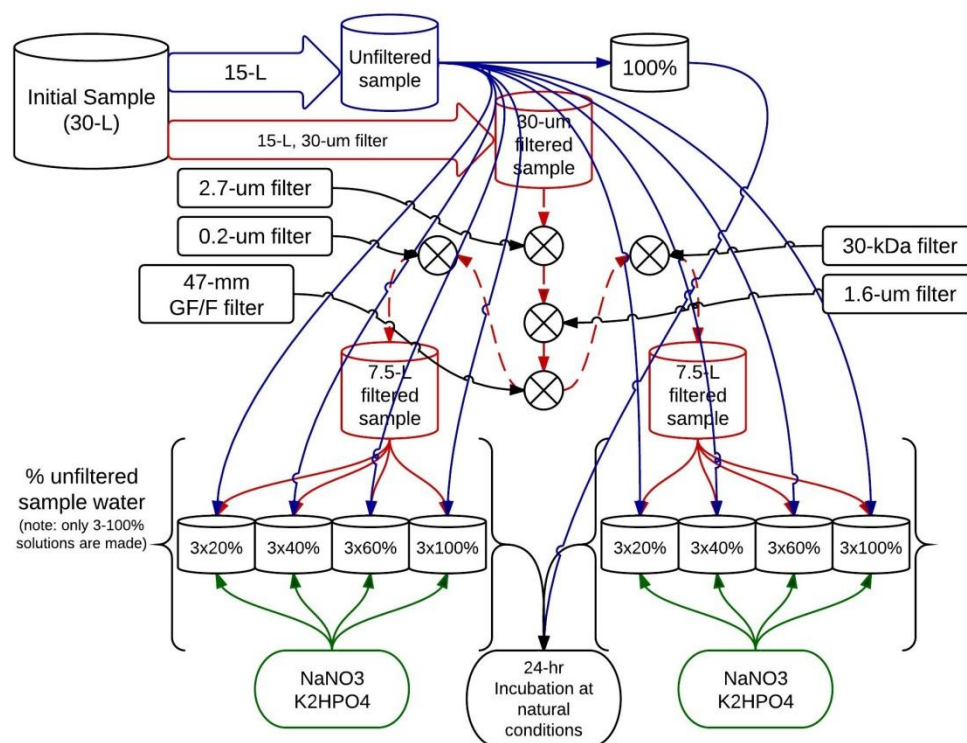 Initial Sample
(30-L)
15-L
Unfiltered
sample
100%
15-L, 30-um filter
30-um
filtered
sample
2.7-um filter
0.2-um filter
47-mm
GF/F filter
30-kDa filter
1.6-um filter
7.5-L
filtered
sample
7.5-L
filtered
sample
% unfiltered
sample water
(note: only 3-100%
solutions are made)
3x20%
3x40%
3x60%
3x100%
3x20%
3x40%
3x60%
3x100%
NaNO3
K2HPO4
24-hr
Incubation at
natural
conditions
NaNO3
K2HPO4